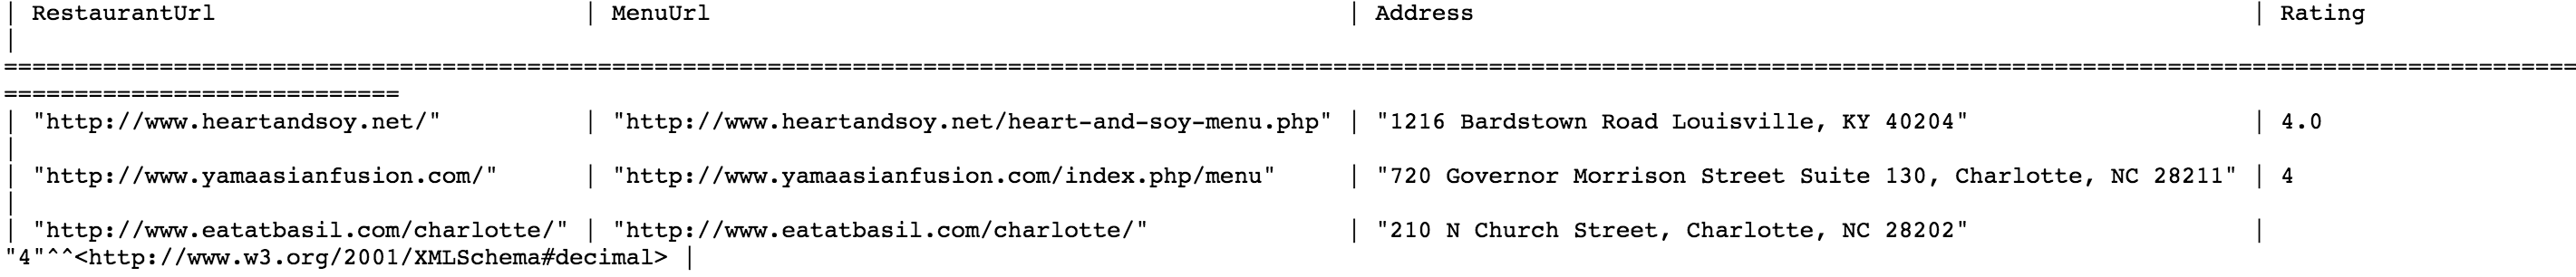 | RestaurantUrl | MenuUrl | Address | Rating
|
======================================================================================================================================================================================
============================
| "http://www.heartandsoy.net/" | "http://www.heartandsoy.net/heart-and-soy-menu.php" | "1216 Bardstown Road Louisville, KY 40204" | 4.0
|
| "http://www.yamaasianfusion.com/" | "http://www.yamaasianfusion.com/index.php/menu" | "720 Governor Morrison Street Suite 130, Charlotte, NC 28211" | 4
|
| "http://www.eatatbasil.com/charlotte/" | "http://www.eatatbasil.com/charlotte/" | "210 N Church Street, Charlotte, NC 28202" |
"4"^^<http://www.w3.org/2001/XMLSchema#decimal> |